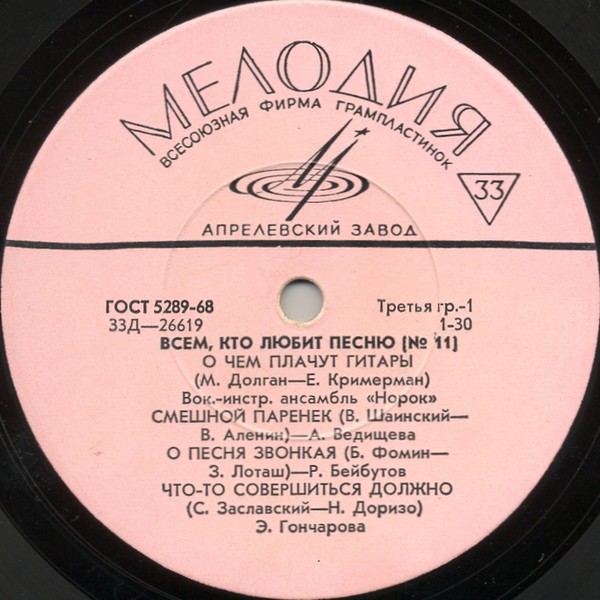 МЕЛОДИЯ
ВСЕСОЮЗНАЯ ФИРМА ГРАМПЛАСТИНОК
33
АПРЕЛЕВСКИЙ ЗАВОД
ГОСТ 5289-68 Третья гр.-1
33Д—26619 1-30
ВСЕМ, КТО ЛЮБИТ ПЕСНЮ (№ 11)
О ЧЕМ ПЛАЧУТ ГИТАРЫ
(М. Долган—Е. Кримерман)
Вок.-инстр. ансамбль «Норок»
СМЕШНОЙ ПАРЕНЕК (В. Шаинский—
В. Аленин)—А. Ведищева
О ПЕСНЯ ЗВОНКАЯ (Б. Фомин—
З. Лоташ)—Р. Бейбутов
ЧТО-ТО СОВЕРШИТЬСЯ ДОЛЖНО
(С. Заславский—Н. Доризо)
Э. Гончарова